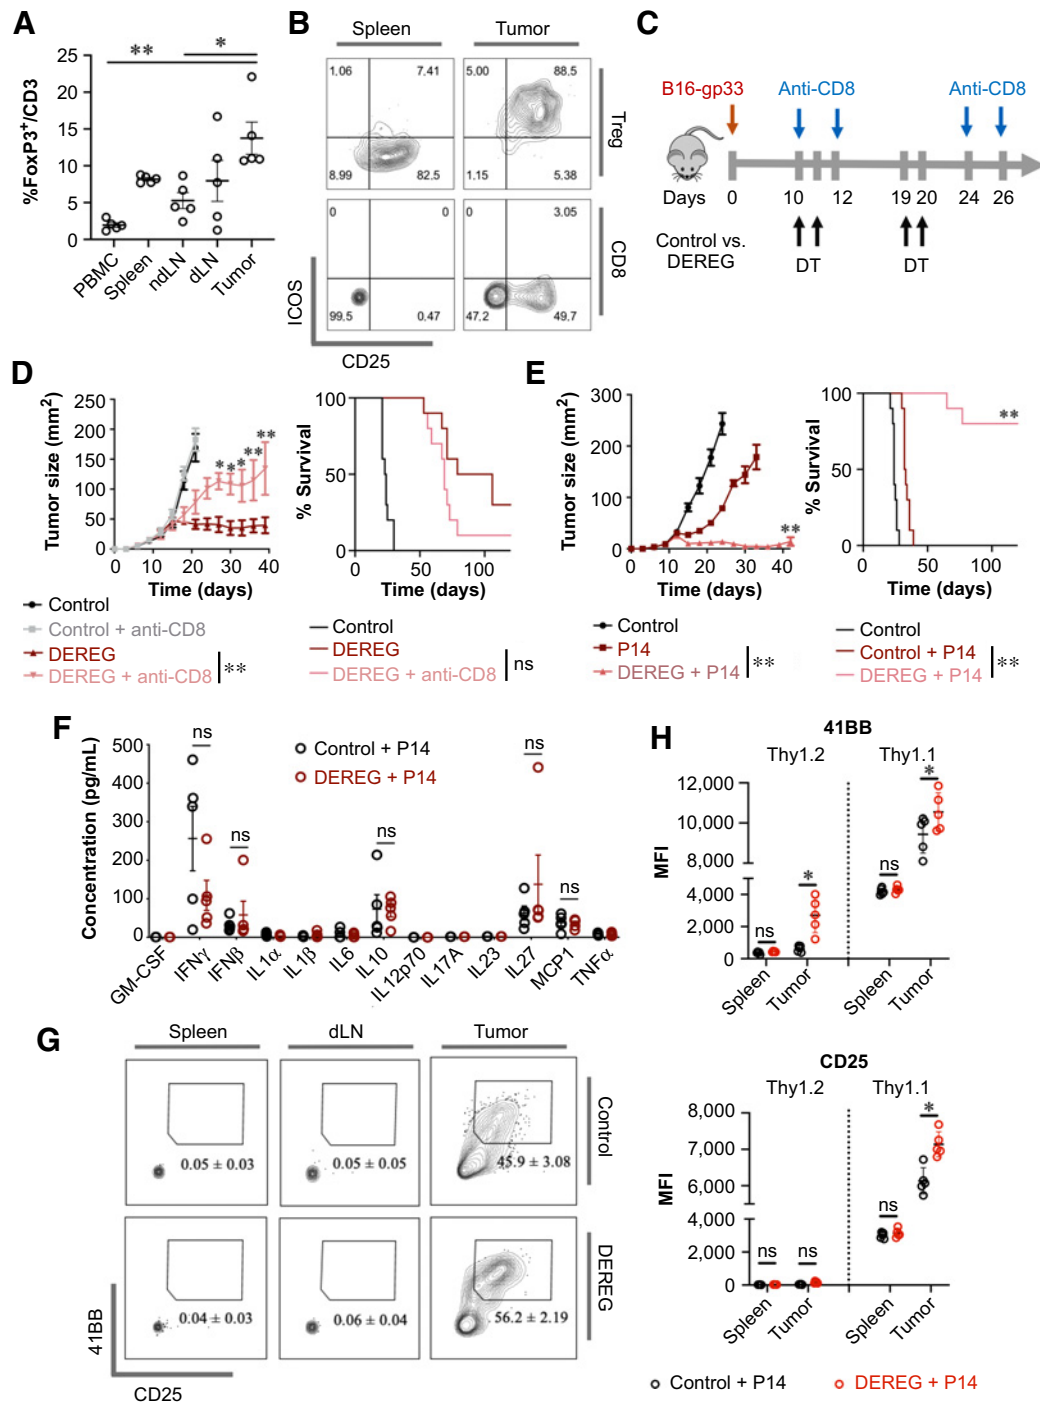 A
%FoxP3+/CD3
25
20
15
10
5
0
**
*
PBMC
Spleen
ndLN
dLN
Tumor
B
Spleen
Tumor
1.06
7.41
8.99
82.5
5.00
88.5
1.15
5.38
Treg
0
0
99.5
0.47
0
3.05
47.2
49.7
CD8
ICOS
CD25
C
B16-gp33
Anti-CD8
Anti-CD8
Days
0
10
12
19
20
24
26
Control vs.
DEREG
DT
DT
D
Tumor size (mm2)
250
200
150
100
50
0
0
10
20
30
40
Time (days)
**
**
*
*
*
Control
Control + anti-CD8
DEREG
DEREG + anti-CD8
**
% Survival
100
50
0
0
50
100
Time (days)
Control
DEREG
DEREG + anti-CD8
ns
E
Tumor size (mm2)
300
200
100
0
0
10
20
30
40
Time (days)
**
Control
P14
DEREG + P14
**
% Survival
100
50
0
0
50
100
Time (days)
**
Control
Control + P14
DEREG + P14
**
F
Concentration (pg/mL)
500
400
300
200
100
0
ns
ns
ns
ns
ns
Control + P14
DEREG + P14
GM-CSF
IFNγ
IFNβ
IL1α
IL1β
IL6
IL10
IL12p70
IL17A
IL23
IL27
MCP1
TNFα
G
Spleen
dLN
Tumor
0.05 ± 0.03
0.05 ± 0.05
45.9 ± 3.08
Control
0.04 ± 0.03
0.06 ± 0.04
56.2 ± 2.19
DEREG
41BB
CD25
H
41BB
Thy1.2
Thy1.1
MFI
12,000
10,000
8,000
4,000
2,000
0
ns
*
ns
*
Spleen
Tumor
Spleen
Tumor
CD25
Thy1.2
Thy1.1
MFI
8,000
7,000
6,000
4,000
2,000
0
ns
ns
ns
*
Spleen
Tumor
Spleen
Tumor
Control + P14
DEREG + P14